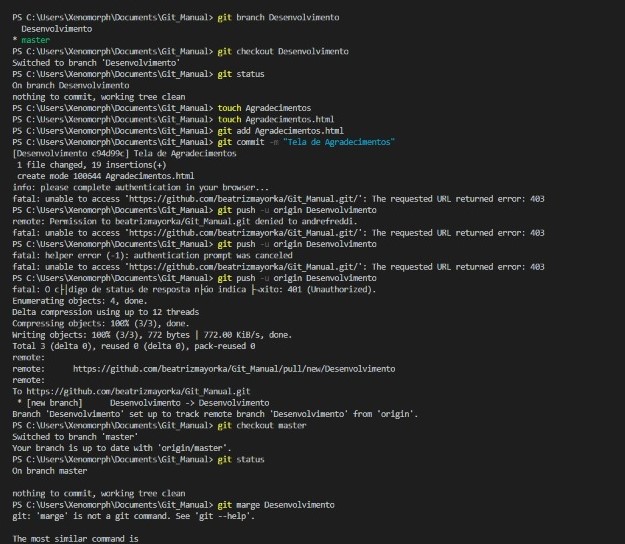 PS C:\Users\Xenomorph\Documents\Git_Manual> git branch Desenvolvimento
  Desenvolvimento
* master
PS C:\Users\Xenomorph\Documents\Git_Manual> git checkout Desenvolvimento
Switched to branch 'Desenvolvimento'
PS C:\Users\Xenomorph\Documents\Git_Manual> git status
On branch Desenvolvimento
nothing to commit, working tree clean
PS C:\Users\Xenomorph\Documents\Git_Manual> touch Agradecimentos
PS C:\Users\Xenomorph\Documents\Git_Manual> touch Agradecimentos.html
PS C:\Users\Xenomorph\Documents\Git_Manual> git add Agradecimentos.html
PS C:\Users\Xenomorph\Documents\Git_Manual> git commit -m "Tela de Agradecimentos"
[Desenvolvimento c94d99c] Tela de Agradecimentos
 1 file changed, 19 insertions(+)
 create mode 100644 Agradecimentos.html
info: please complete authentication in your browser...
fatal: unable to access 'https://github.com/beatrizmayorka/Git_Manual.git/': The requested URL returned error: 403
PS C:\Users\Xenomorph\Documents\Git_Manual> git push -u origin Desenvolvimento
remote: Permission to beatrizmayorka/Git_Manual.git denied to andrefreddi.
fatal: unable to access 'https://github.com/beatrizmayorka/Git_Manual.git/': The requested URL returned error: 403
PS C:\Users\Xenomorph\Documents\Git_Manual> git push -u origin Desenvolvimento
fatal: helper error (-1): authentication prompt was canceled
fatal: unable to access 'https://github.com/beatrizmayorka/Git_Manual.git/': The requested URL returned error: 403
PS C:\Users\Xenomorph\Documents\Git_Manual> git push -u origin Desenvolvimento
fatal: O c├│digo de status de resposta n├úo indica ├¬xito: 401 (Unauthorized).
Enumerating objects: 4, done.
Delta compression using up to 12 threads
Compressing objects: 100% (3/3), done.
Writing objects: 100% (3/3), 772 bytes | 772.00 KiB/s, done.
Total 3 (delta 0), reused 0 (delta 0), pack-reused 0
remote:
remote:      https://github.com/beatrizmayorka/Git_Manual/pull/new/Desenvolvimento
remote:
To https://github.com/beatrizmayorka/Git_Manual.git
 * [new branch]      Desenvolvimento -> Desenvolvimento
Branch 'Desenvolvimento' set up to track remote branch 'Desenvolvimento' from 'origin'.
PS C:\Users\Xenomorph\Documents\Git_Manual> git checkout master
Switched to branch 'master'
Your branch is up to date with 'origin/master'.
PS C:\Users\Xenomorph\Documents\Git_Manual> git status
On branch master
nothing to commit, working tree clean
PS C:\Users\Xenomorph\Documents\Git_Manual> git marge Desenvolvimento
git: 'marge' is not a git command. See 'git --help'.
The most similar command is